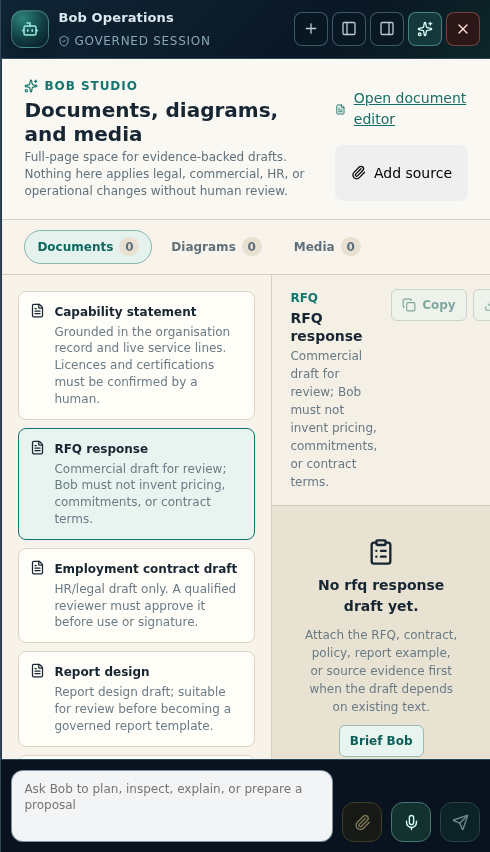 Bob Operations
GOVERNED SESSION
BOB STUDIO
Documents, diagrams,
and media
Full-page space for evidence-backed drafts.
Nothing here applies legal, commercial, HR, or
operational changes without human review.
Open document
editor
Add source
Documents 0
Diagrams 0
Media 0
Capability statement
Grounded in the organisation
record and live service lines.
Licences and certifications
must be confirmed by a
human.
RFQ response
Commercial draft for review;
Bob must not invent pricing,
commitments, or contract
terms.
Employment contract draft
HR/legal draft only. A qualified
reviewer must approve it
before use or signature.
Report design
Report design draft; suitable
for review before becoming a
governed report template.
RFQ
RFQ
response
Commercial
draft for
review; Bob
must not
invent pricing,
commitments,
or contract
terms.
Copy
No rfq response
draft yet.
Attach the RFQ, contract,
policy, report example,
or source evidence first
when the draft depends
on existing text.
Brief Bob
Ask Bob to plan, inspect, explain, or prepare a
proposal